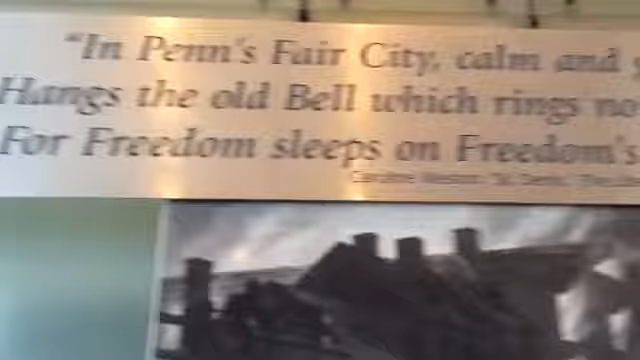 "In Penn's Fair City, calm and
Hangs the old Bell which rings no
For Freedom sleeps on Freedom's